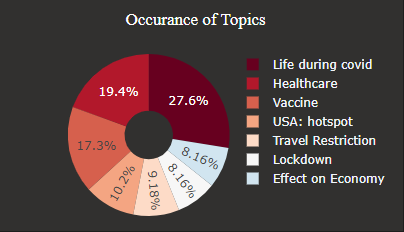 Occurance of Topics
27.6%
19.4%
17.3%
10.2%
9.18%
8.16%
8.16%
Life during covid
Healthcare
Vaccine
USA: hotspot
Travel Restriction
Lockdown
Effect on Economy